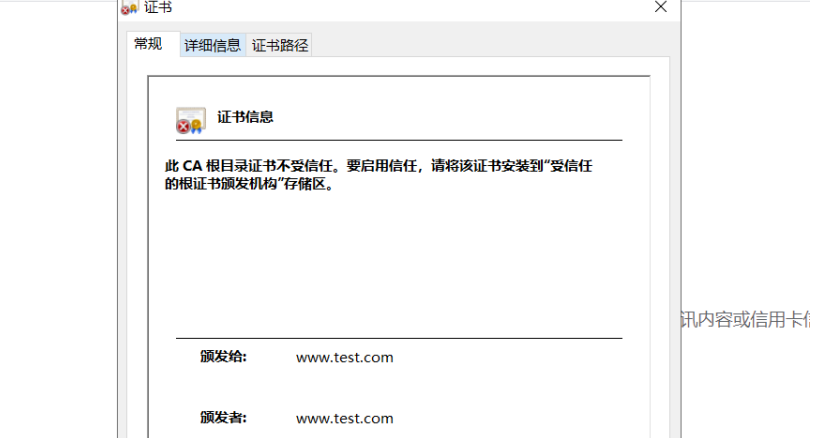 证书
常规 详细信息 证书路径
证书信息
此 CA 根目录证书不受信任。要启用信任，请将该证书安装到“受信任
的根证书颁发机构”存储区。
讯内容或信用卡
颁发给: www.test.com
颁发者: www.test.com